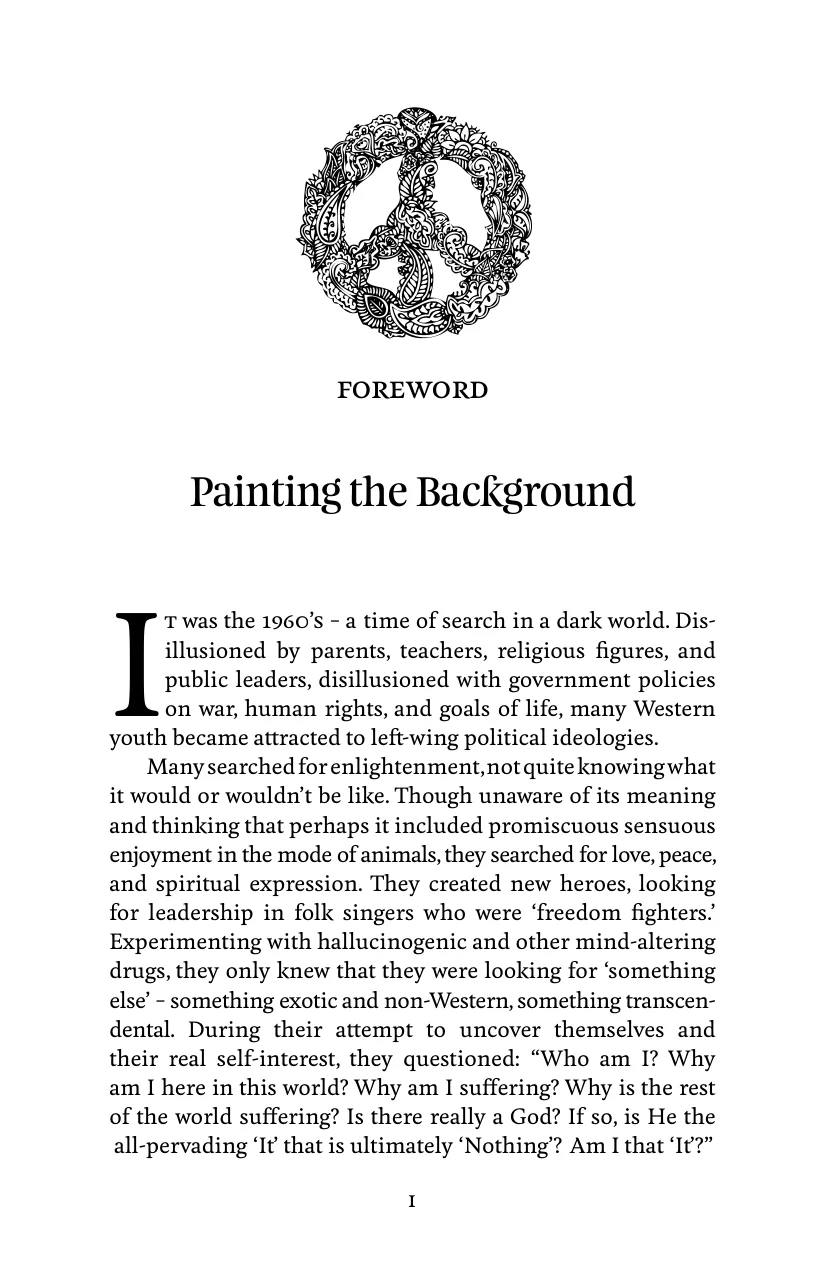 FOREWORD
Painting the Background
IT was the 1960’s – a time of search in a dark world. Dis-
illusioned by parents, teachers, religious figures, and
public leaders, disillusioned with government policies
on war, human rights, and goals of life, many Western
youth became attracted to left-wing political ideologies.
Many searched for enlightenment, not quite knowing what
it would or wouldn’t be like. Though unaware of its meaning
and thinking that perhaps it included promiscuous sensuous
enjoyment in the mode of animals, they searched for love, peace,
and spiritual expression. They created new heroes, looking
for leadership in folk singers who were ‘freedom fighters.’
Experimenting with hallucinogenic and other mind-altering
drugs, they only knew that they were looking for ‘something
else’ – something exotic and non-Western, something transcen-
dental. During their attempt to uncover themselves and
their real self-interest, they questioned: “Who am I? Why
am I here in this world? Why am I suffering? Why is the rest
of the world suffering? Is there really a God? If so, is He the
all-pervading ‘It’ that is ultimately ‘Nothing’? Am I that ‘It’?”
1